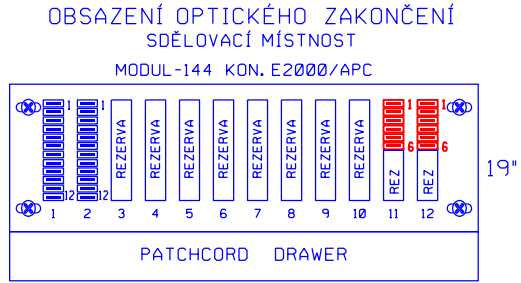 OBSAZENÍ OPTICKÉHO ZAKONČENÍ
SDĚLOVACÍ MÍSTNOST
MODUL-144 KON. E2000/APC
1 1 1 1
REZERVA REZERVA REZERVA REZERVA REZERVA REZERVA REZERVA REZERVA
6 6
19"
REZ REZ
12 12
1 2 3 4 5 6 7 8 9 10 11 12
PATCHCORD DRAWER